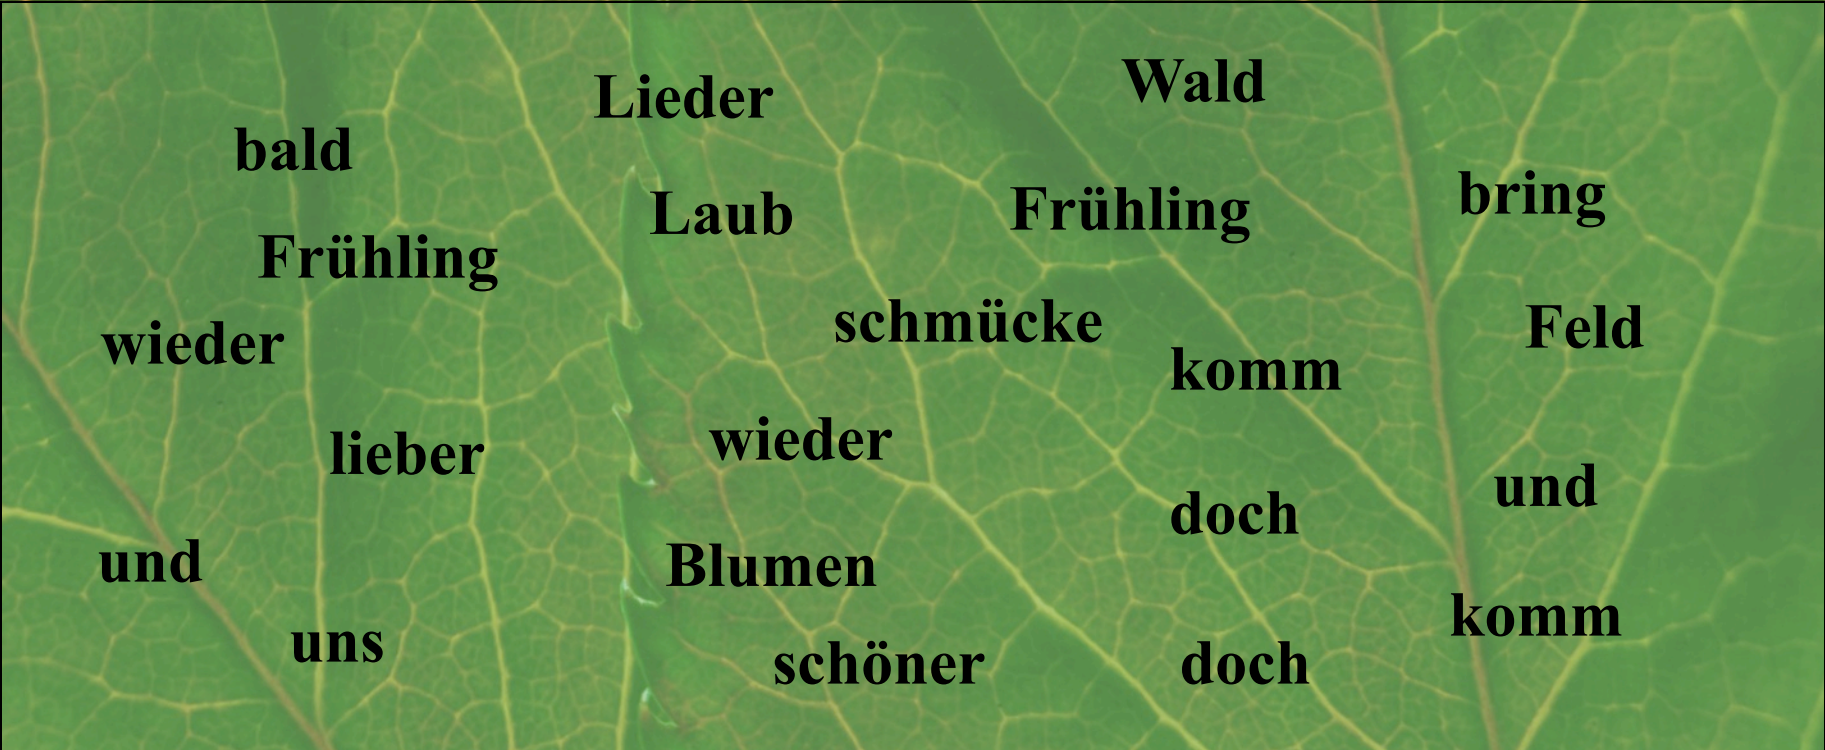 Lieder
Wald
bald
Laub
Frühling
bring
Frühling
schmücke
Feld
wieder
komm
lieber
wieder
und
doch
und
Blumen
komm
uns
schöner
doch